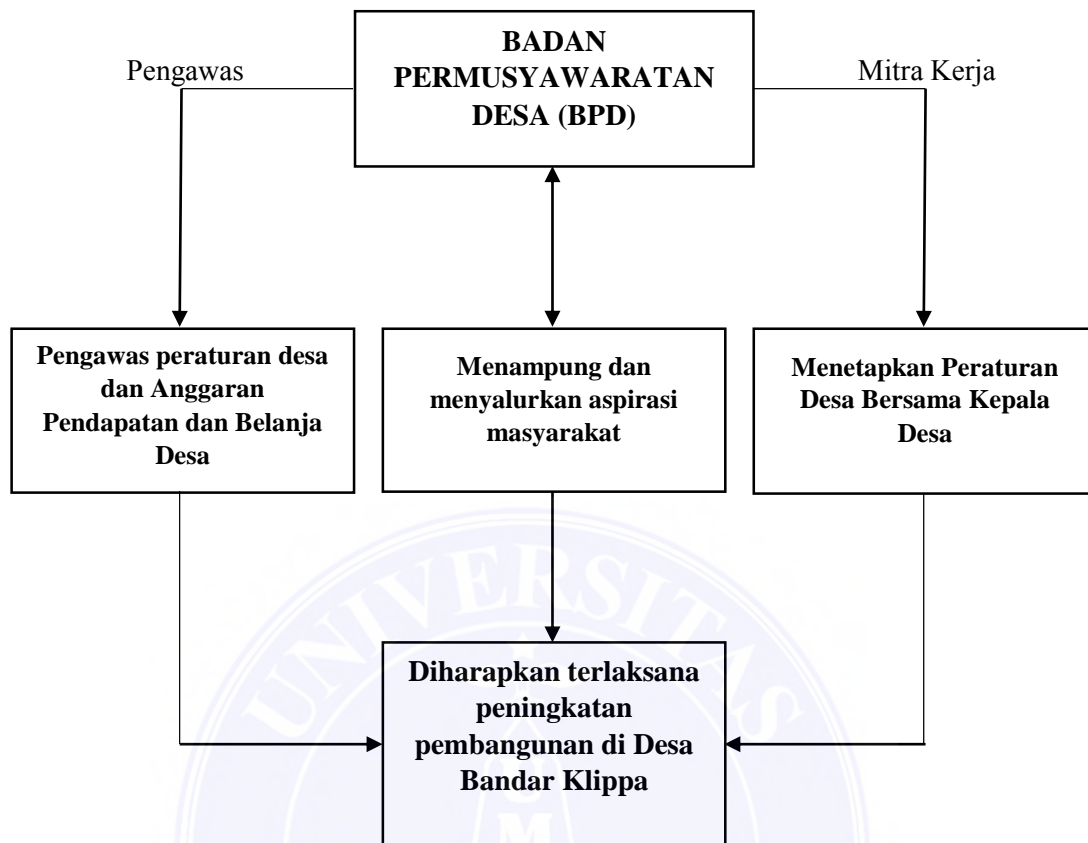 BADAN
PERMUSYAWARATAN
DESA (BPD)
Pengawas
Mitra Kerja
Pengawas peraturan desa
dan Anggaran
Pendapatan dan Belanja
Desa
Menampung dan
menyalurkan aspirasi
masyarakat
Menetapkan Peraturan
Desa Bersama Kepala
Desa
Diharapkan terlaksana
peningkatan
pembangunan di Desa
Bandar Klippa
UNIVERSITAS
U
M